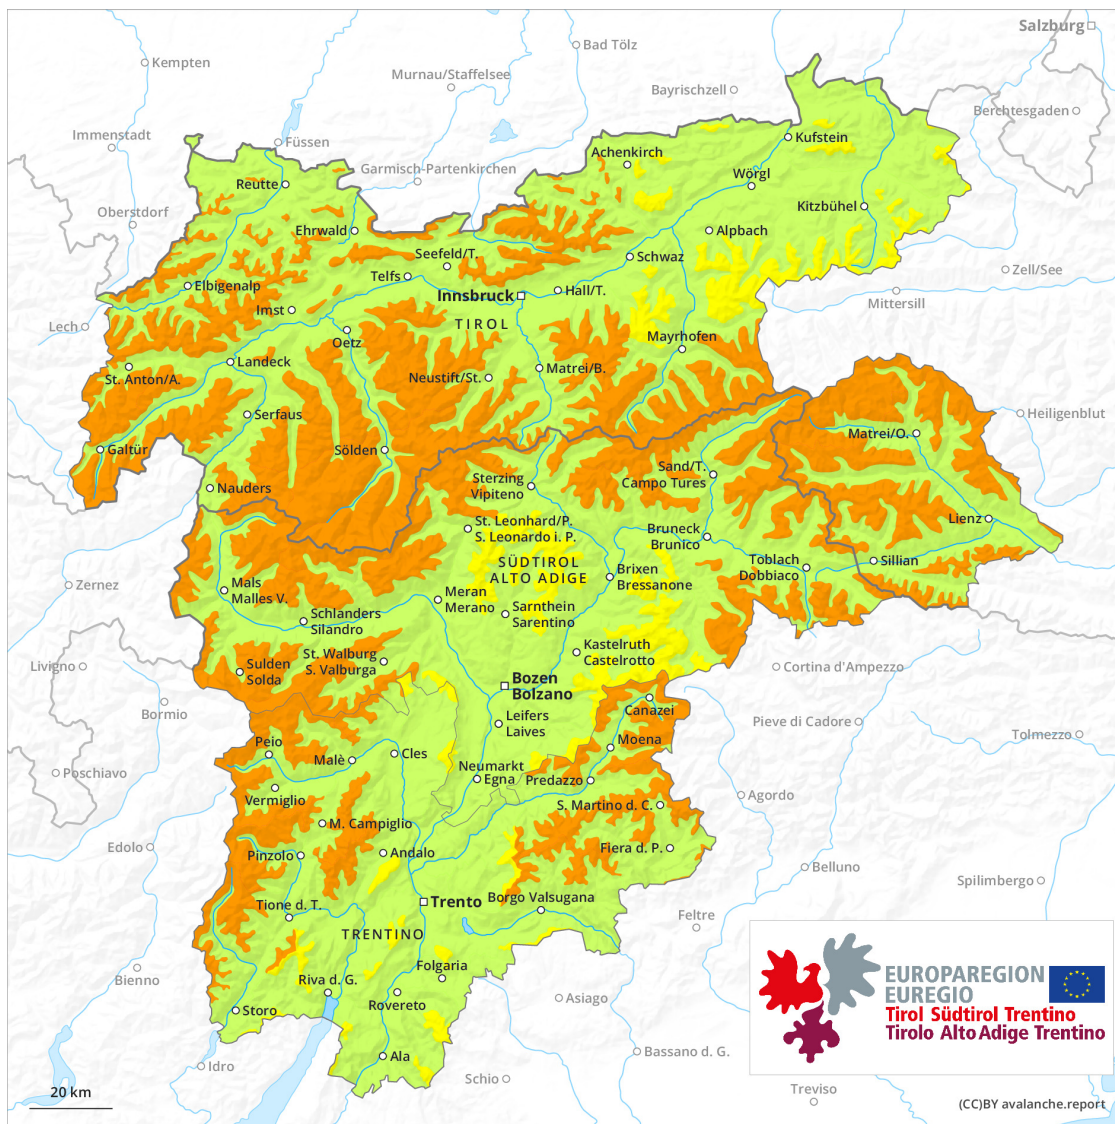 Salzburg
Bad Tölz
Kempten
Murnau/Staffelsee
Bayrischzell
Berchtesgaden
Immenstadt
Füssen
Kufstein
Achenkirch
Garmisch-Partenkirchen
Wörgl
Reutte
Oberstdorf
Kitzbühel
Ehrwald
Alpbach
Seefeld/T.
Schwaz
Telfs
Zell/See
Elbigenalp
Innsbruck
Hall/T.
Mittersill
Imst
TIROL
Lech
Oetz
Mayrhofen
Landeck
Matrei/B.
St. Anton/A.
Neustift/St.
Serfaus
Heiligenblut
Matrei/O.
Galtür
Sölden
Sand/T.
Campo Tures
Sterzing
Vipiteno
Nauders
Lienz
St. Leonhard/P.
S. Leonardo i. P.
Bruneck
Brunico
SÜDTIROL
ALTO ADIGE
Toblach
Dobbiaco
Sillian
Brixen
Bressanone
Zernez
Mals
Malles V.
Meran
Merano
Sarnthein
Sarentino
Schlanders
Silandro
Kastelruth
Castelrotto
St. Walburg
S. Valburga
Livigno
Sulden
Solda
Cortina d'Ampezzo
Bozen
Bolzano
Bormio
Canazei
Leifers
Laives
Pieve di Cadore
Tolmezzo
Peio
Moena
Cles
Malè
Poschiavo
Neumarkt
Egna
Predazzo
Vermiglio
Agordo
S. Martino d. C.
M. Campiglio
Edolo
Pinzolo
Andalo
Fiera d. P.
Belluno
Spilimbergo
Borgo Valsugana
Trento
Tione d. T.
Feltre
TRENTINO
Folgaria
Bienno
Riva d. G.
Asiago
Rovereto
Storo
Ala
Bassano d. G.
Idro
Schio
Treviso
EUROPAREGION
EUREGIO
Tirol Südtirol Trentino
Tirolo Alto Adige Trentino
20 km
(CC)BY avalanche.report